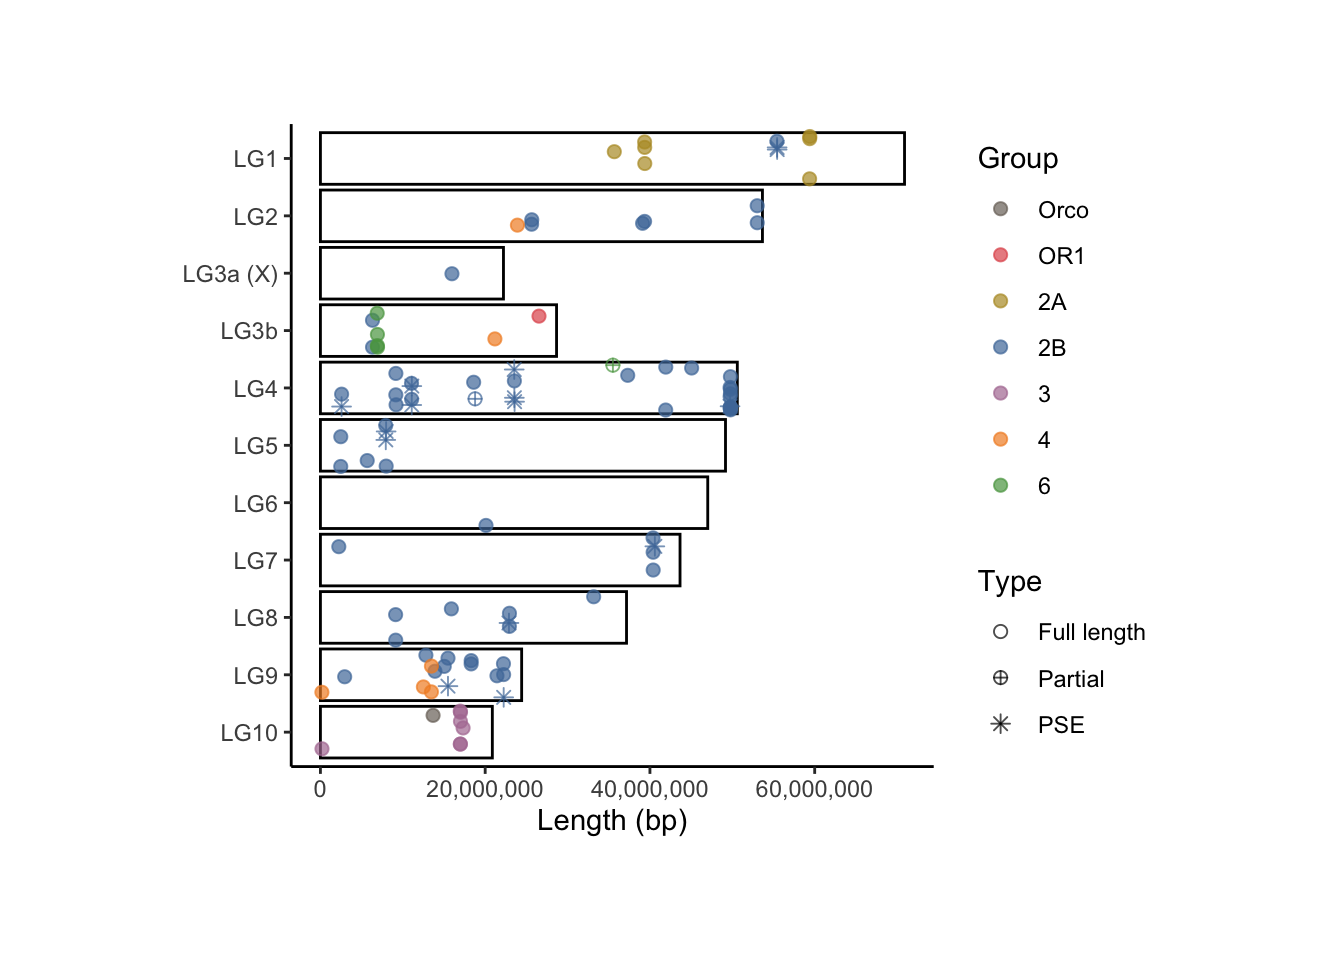 LG1
LG2
LG3a (X)
LG3b
LG4
LG5
LG6
LG7
LG8
LG9
LG10
0
20,000,000
40,000,000
60,000,000
Length (bp)
Group
Orco
OR1
2A
2B
3
4
6
Type
Full length
Partial
PSE